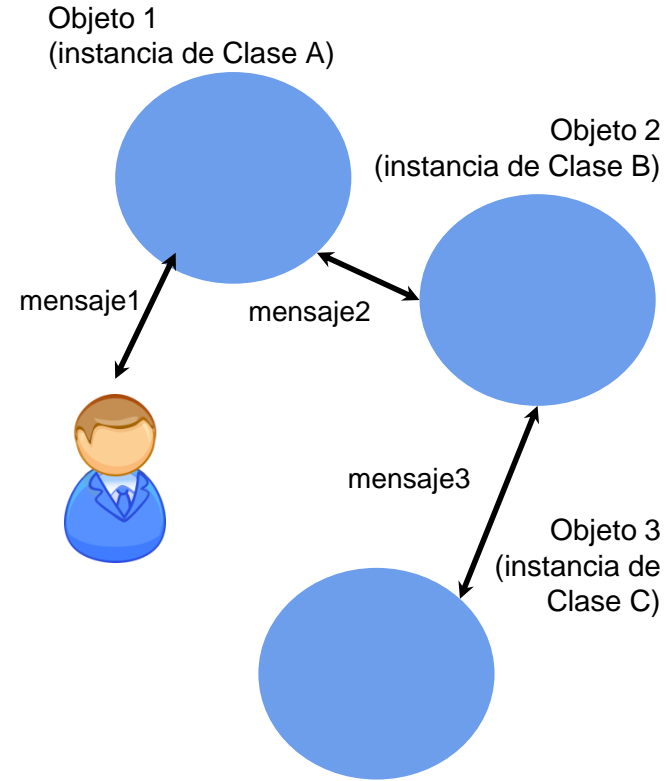 Objeto 1
(instancia de Clase A)
Objeto 2
(instancia de Clase B)
mensaje1
mensaje2
mensaje3
Objeto 3
(instancia de
Clase C)